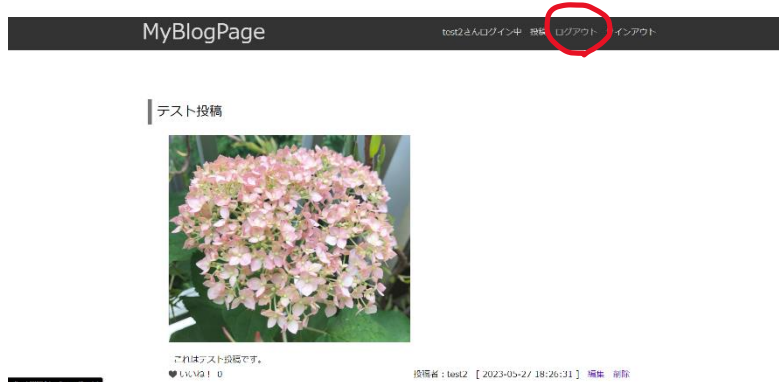 MyBlogPage
test2さんログイン中 投稿 ログアウト インアウト
テスト投稿
これはテスト投稿です。
いいね! 0
投稿者:test2 [ 2023-05-27 18:26:31 ] 編集 削除